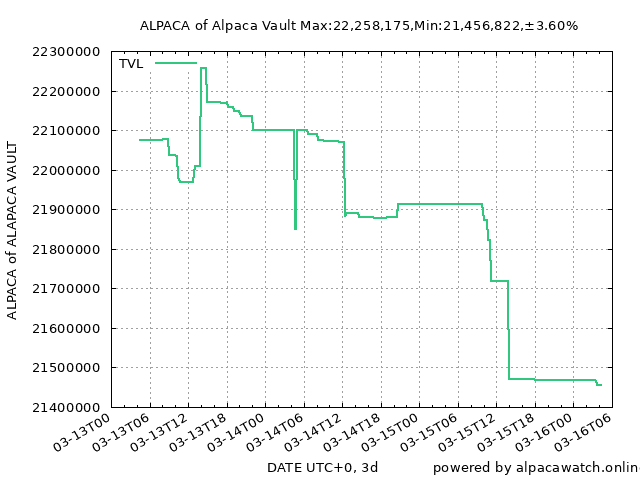 ALPACA of Alpaca Vault Max:22,258,175,Min:21,456,822,±3.60%
TVL
ALPACA of ALAPACA VAULT
22300000
22200000
22100000
22000000
21900000
21800000
21700000
21600000
21500000
21400000
03-13T00
03-13T06
03-13T12
03-13T18
03-14T00
03-14T06
03-14T12
03-14T18
03-15T00
03-15T06
03-15T12
03-15T18
03-16T00
03-16T06
DATE UTC+0, 3d
powered by alpacawatch.onlin